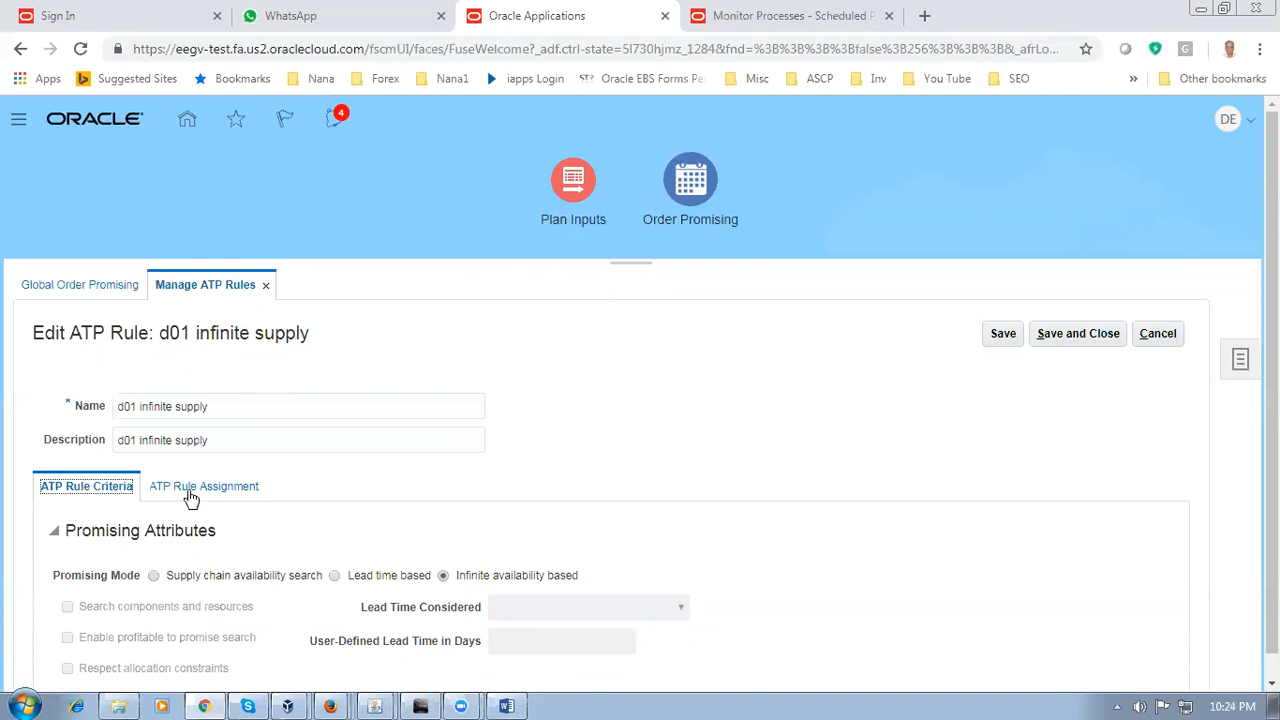 Sign In
WhatsApp
Oracle Applications
Monitor Processes - Scheduled P
https://eegv-test.fa.us2.oraclecloud.com/fscmUI/faces/FuseWelcome?_adf.ctrl-state=5l730hjmz_1284&fnd=%3B%3B%3B%3Bfalse%3B256%3B%3B%3B&_afrLo...
G
Apps
Suggested Sites
Bookmarks
Nana
Forex
Nana1
iapps Login
Oracle EBS Forms Pe
Misc
ASCP
Inv
You Tube
SEO
»
Other bookmarks
ORACLE
4
DE
Plan Inputs
Order Promising
Global Order Promising
Manage ATP Rules
Edit ATP Rule: d01 infinite supply
Save
Save and Close
Cancel
* Name d01 infinite supply
Description d01 infinite supply
ATP Rule Criteria
ATP Rule Assignment
Promising Attributes
Promising Mode Supply chain availability search Lead time based Infinite availability based
Search components and resources
Lead Time Considered
Enable profitable to promise search
User-Defined Lead Time in Days
Respect allocation constraints
10:24 PM